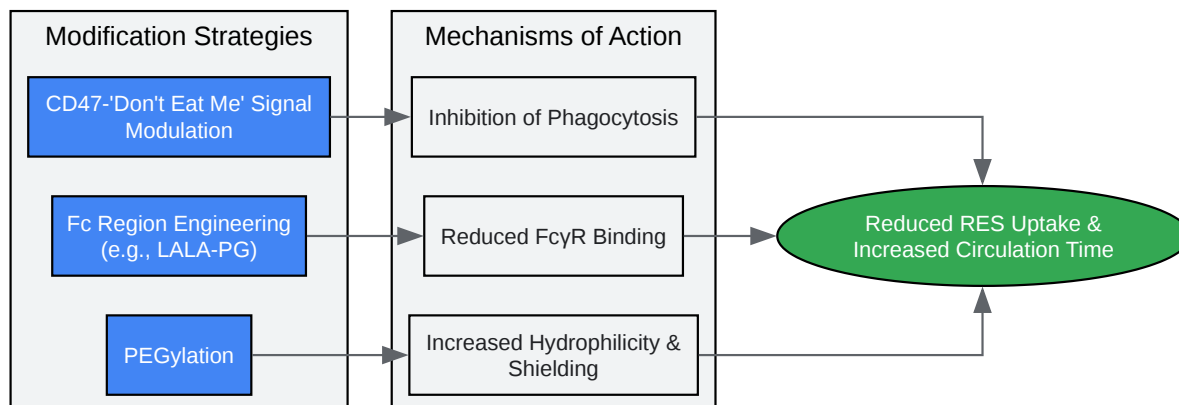 Modification Strategies
Mechanisms of Action
CD47-'Don't Eat Me' Signal
Modulation
Inhibition of Phagocytosis
Fc Region Engineering
(e.g., LALA-PG)
Reduced FcγR Binding
Reduced RES Uptake &
Increased Circulation Time
PEGylation
Increased Hydrophilicity &
Shielding